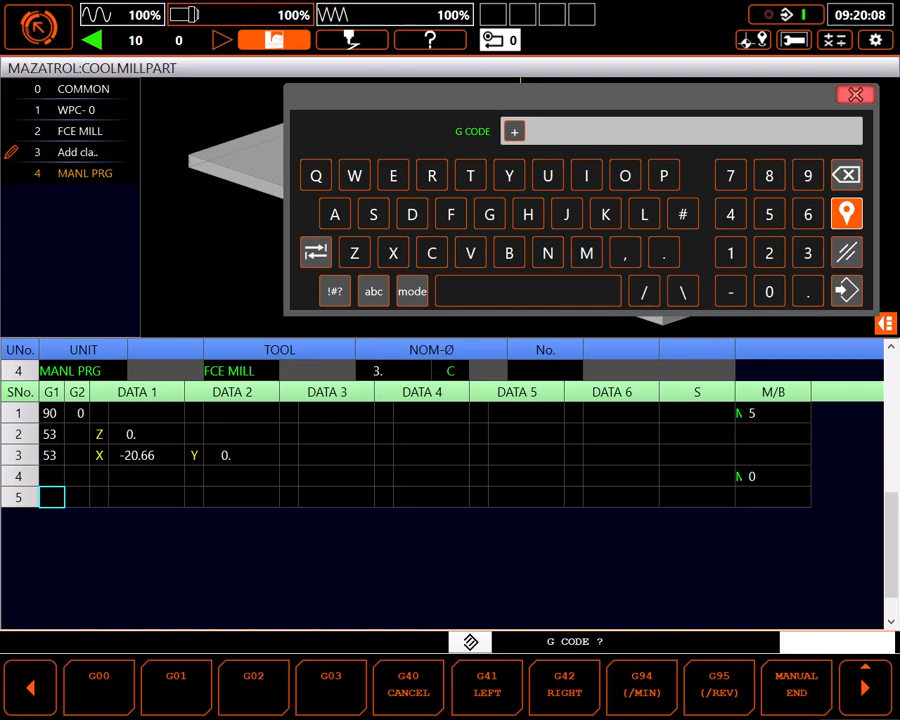 100% 100% 100% 09:20:08
10 0 ? 0
MAZATROL:COOLMILLPART
0 COMMON
1 WPC- 0
2 FCE MILL
3 Add cla..
4 MANL PRG
G CODE +
Q W E R T Y U I O P 7 8 9
A S D F G H J K L # 4 5 6
Z X C V B N M , . 1 2 3
!#? abc mode / \ - 0 .
UNo. UNIT TOOL NOM-Ø No.
4 MANL PRG FCE MILL 3. C
SNo. G1 G2 DATA 1 DATA 2 DATA 3 DATA 4 DATA 5 DATA 6 S M/B
1 90 0 M 5
2 53 Z 0.
3 53 X -20.66 Y 0.
4 M 0
5
G CODE ?
G00 G01 G02 G03 G40 CANCEL G41 LEFT G42 RIGHT G94 (/MIN) G95 (/REV) MANUAL END